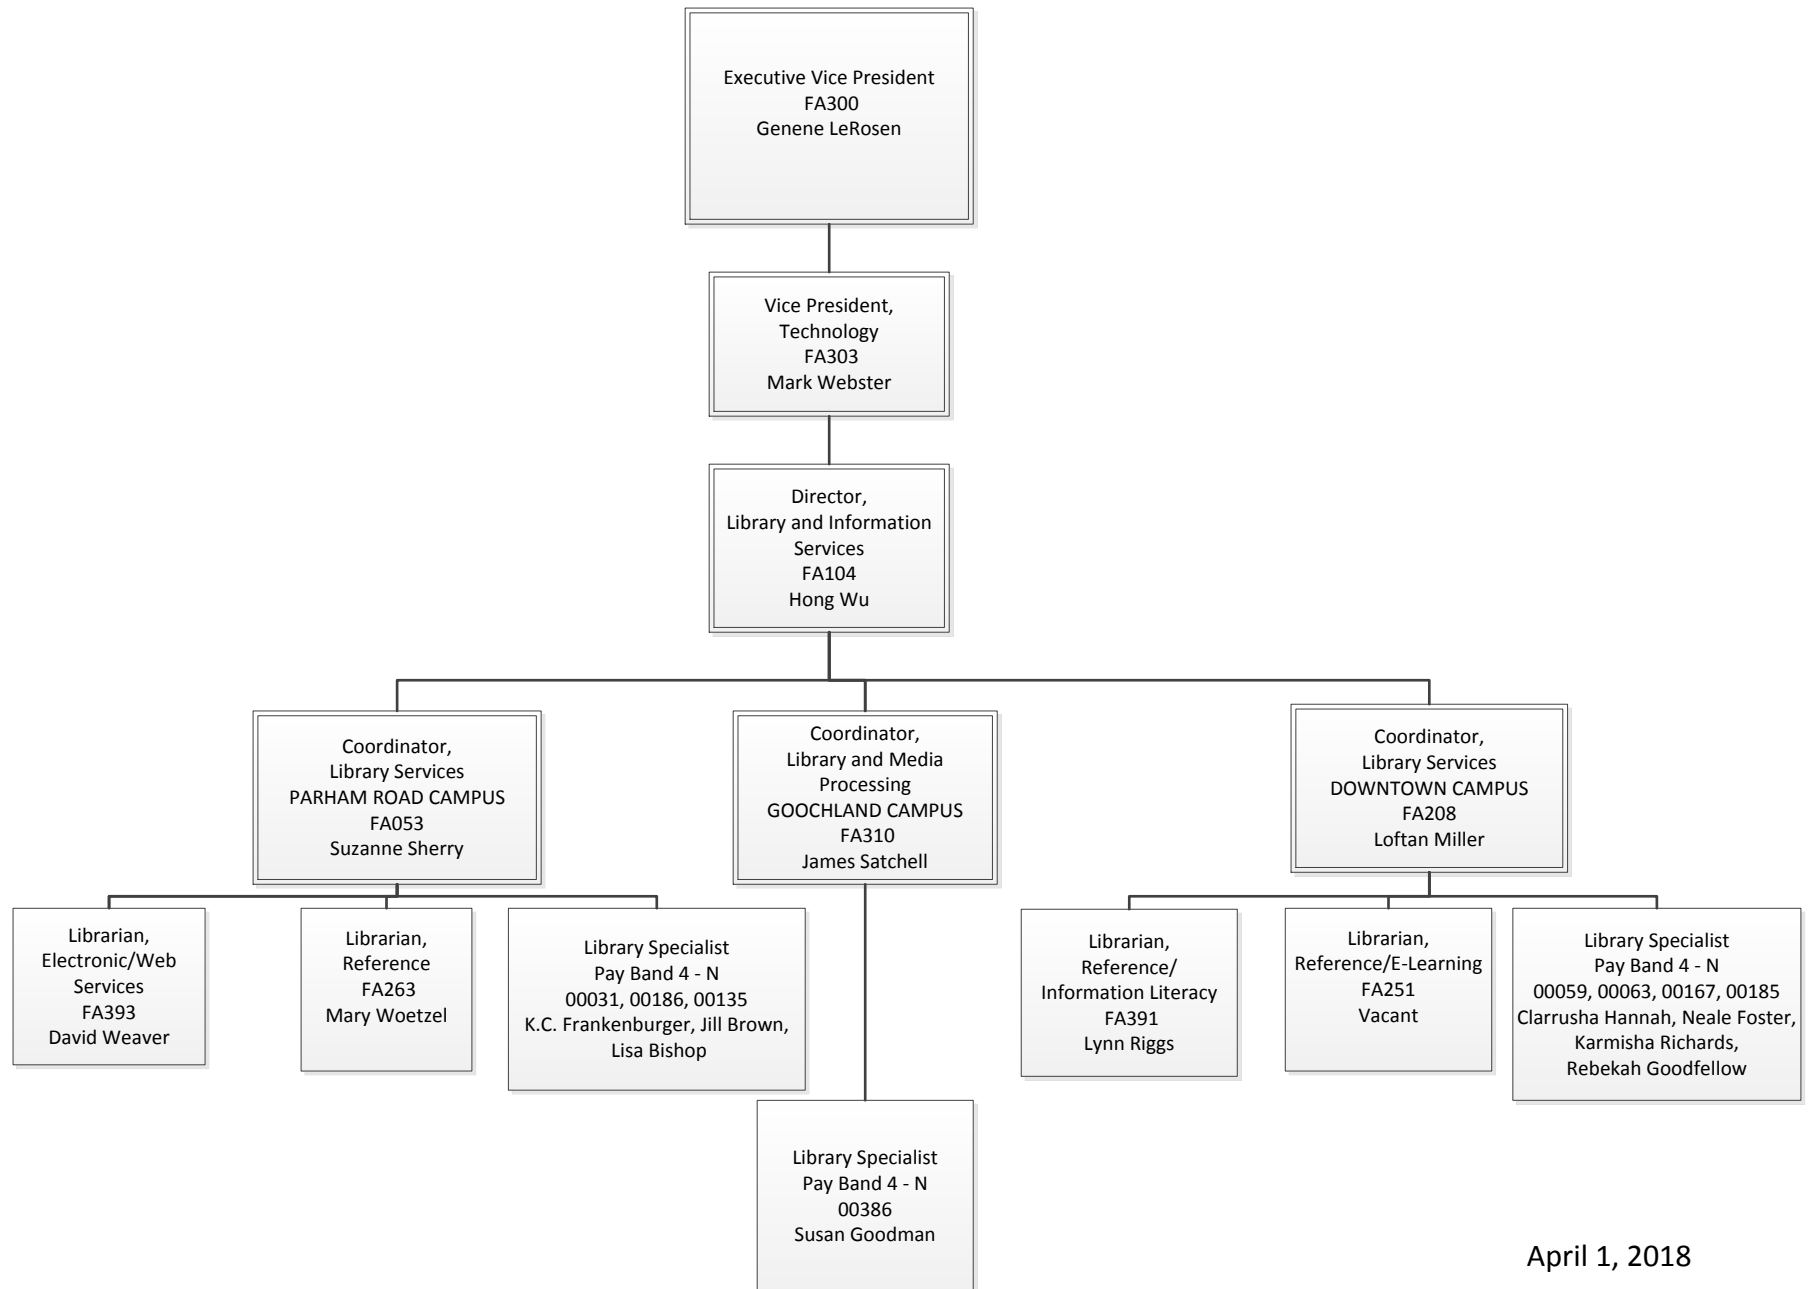 Executive Vice President
FA300
Genene LeRosen
Vice President,
Technology
FA303
Mark Webster
Director,
Library and Information
Services
FA104
Hong Wu
Coordinator,
Library Services
PARHAM ROAD CAMPUS
FA053
Suzanne Sherry
Coordinator,
Library and Media
Processing
GOOCHLAND CAMPUS
FA310
James Satchell
Coordinator,
Library Services
DOWNTOWN CAMPUS
FA208
Loftan Miller
Librarian,
Electronic/Web
Services
FA393
David Weaver
Librarian,
Reference
FA263
Mary Woetzel
Library Specialist
Pay Band 4 - N
00031, 00186, 00135
K.C. Frankenburger, Jill Brown,
Lisa Bishop
Librarian,
Reference/
Information Literacy
FA391
Lynn Riggs
Librarian,
Reference/E-Learning
FA251
Vacant
Library Specialist
Pay Band 4 - N
00059, 00063, 00167, 00185
Clarrusha Hannah, Neale Foster,
Karmisha Richards,
Rebekah Goodfellow
Library Specialist
Pay Band 4 - N
00386
Susan Goodman
April 1, 2018